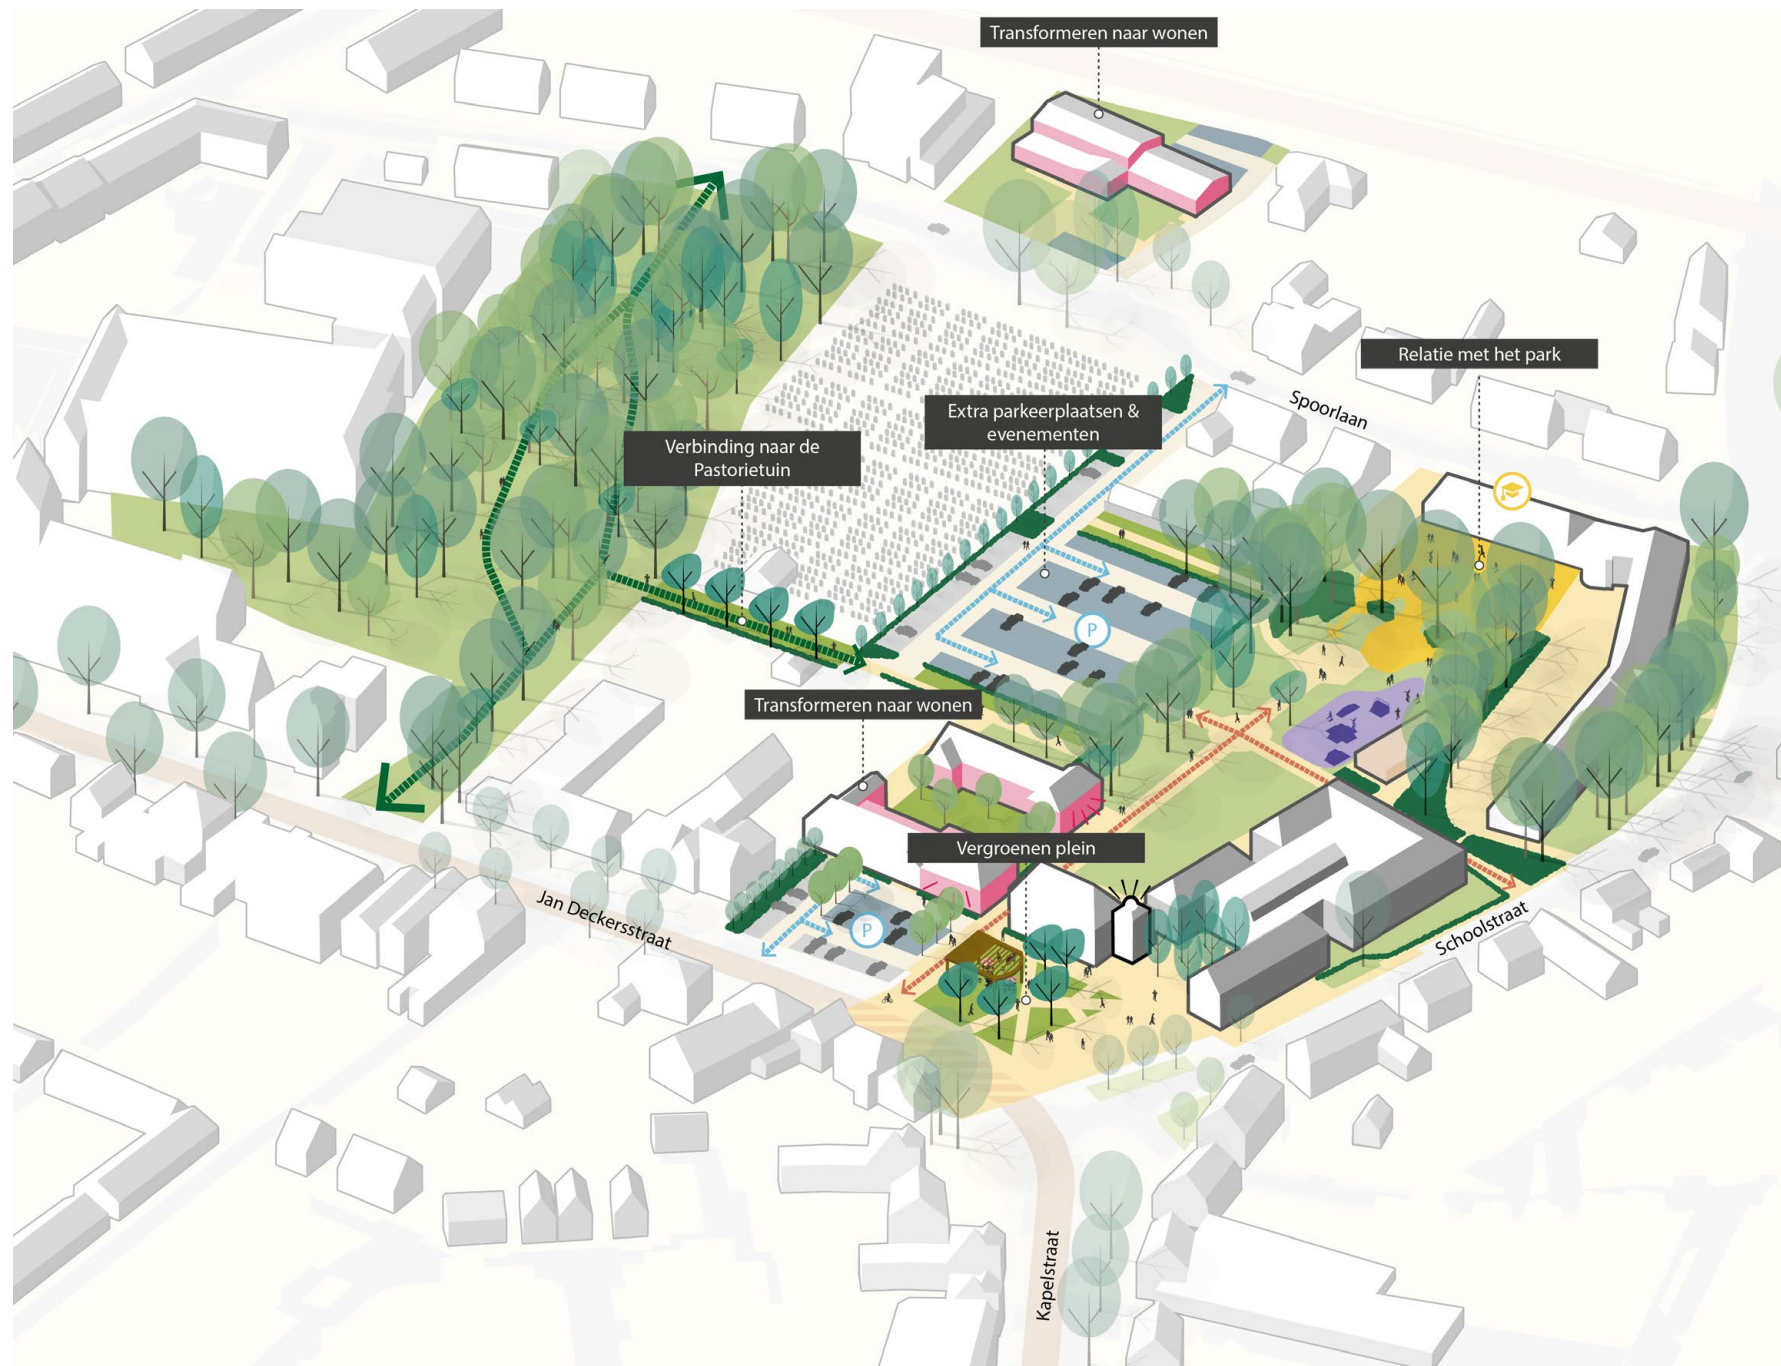 Transformeren naar wonen
Relatie met het park
Spoorlaan
Extra parkeerplaatsen &
evenementen
Verbinding naar de
Pastorietuin
P
Transformeren naar wonen
Vergroenen plein
Jan Deckersstraat
P
Schoolstraat
Kapelstraat